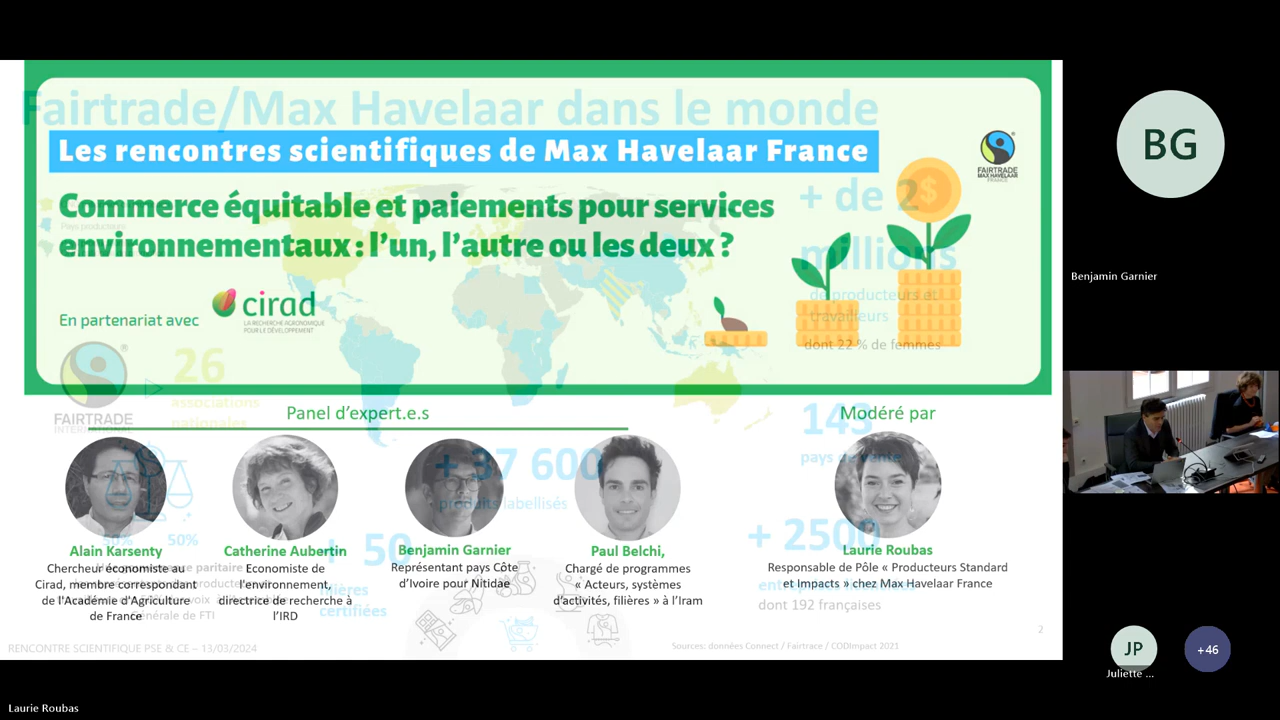 Fairtrade/Max Havelaar dans le monde
Les rencontres scientifiques de Max Havelaar France
FAIRTRADE
MAX HAVELAAR
FRANCE
Commerce équitable et paiements pour services
environnementaux : l'un, l'autre ou les deux ?
+ de 2
millions
de producteurs et
travailleurs
dont 22 % de femmes
Pays producteurs
En partenariat avec
cirad
LA RECHERCHE AGRONOMIQUE
POUR LE DÉVELOPPEMENT
26
associations
nationales
FAIRTRADE
INTERNATIONAL
Panel d'expert.e.s
Modéré par
143
pays de vente
+ 37 600
produits labellisés
50%
50%
+ 50
filières
certifiées
+ 2500
dont 192 françaises
Alain Karsenty
Chercheur économiste au
Cirad, membre correspondant
de l'Académie d'Agriculture
de France
Catherine Aubertin
Economiste de
l'environnement,
directrice de recherche à
l'IRD
Benjamin Garnier
Représentant pays Côte
d'Ivoire pour Nitidae
Paul Belchi,
Chargé de programmes
« Acteurs, systèmes
d'activités, filières » à l'Iram
Laurie Roubas
Responsable de Pôle « Producteurs Standard
et Impacts » chez Max Havelaar France
générale de FTI
2
RENCONTRE SCIENTIFIQUE PSE & CE – 13/03/2024
Sources: données Connect / Fairtrace / CODImpact 2021
BG
Benjamin Garnier
JP
Juliette ...
+46
Laurie Roubas